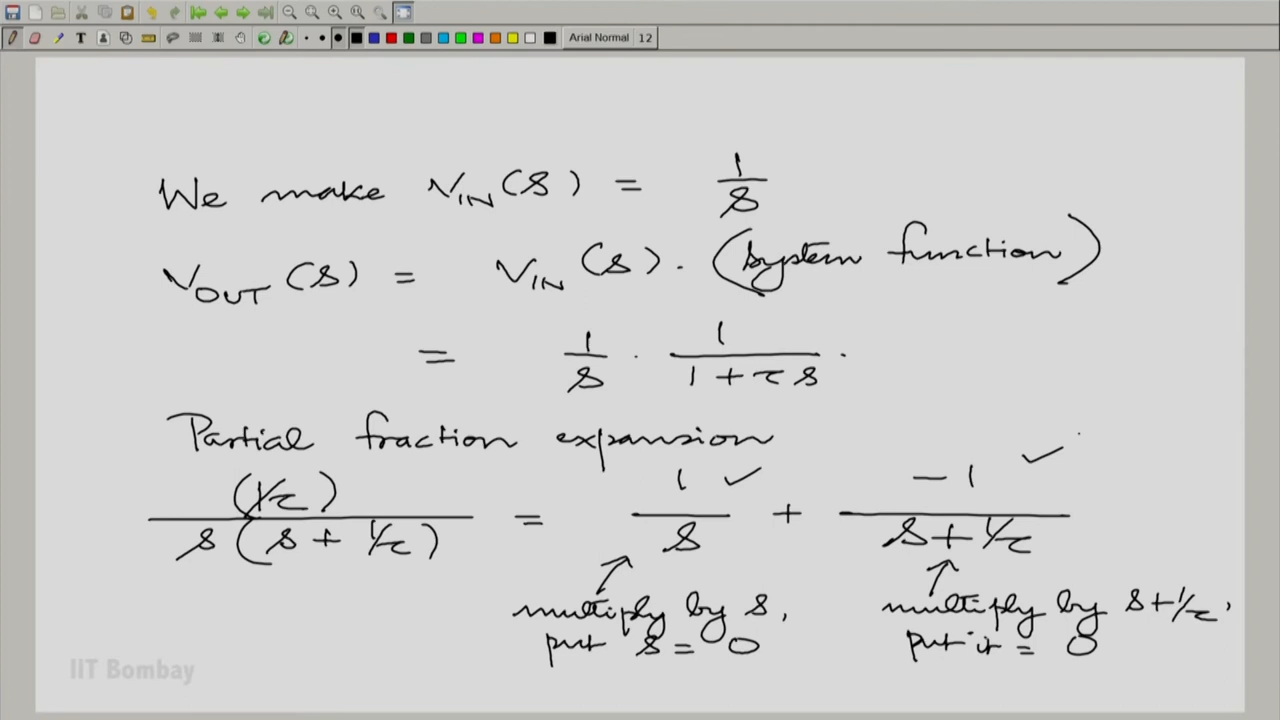 Arial Normal 12
We make V_IN(s) = 1/s
V_OUT(s) = V_IN(s) . (System function)
= 1/s . 1/(1 + τs) .
Partial fraction expansion
(1/τ) / s(s + 1/τ) = 1/s ✓ + -1/(s + 1/τ) ✓
multiply by s, multiply by s+1/τ,
put s = 0 put it = 0
IIT Bombay